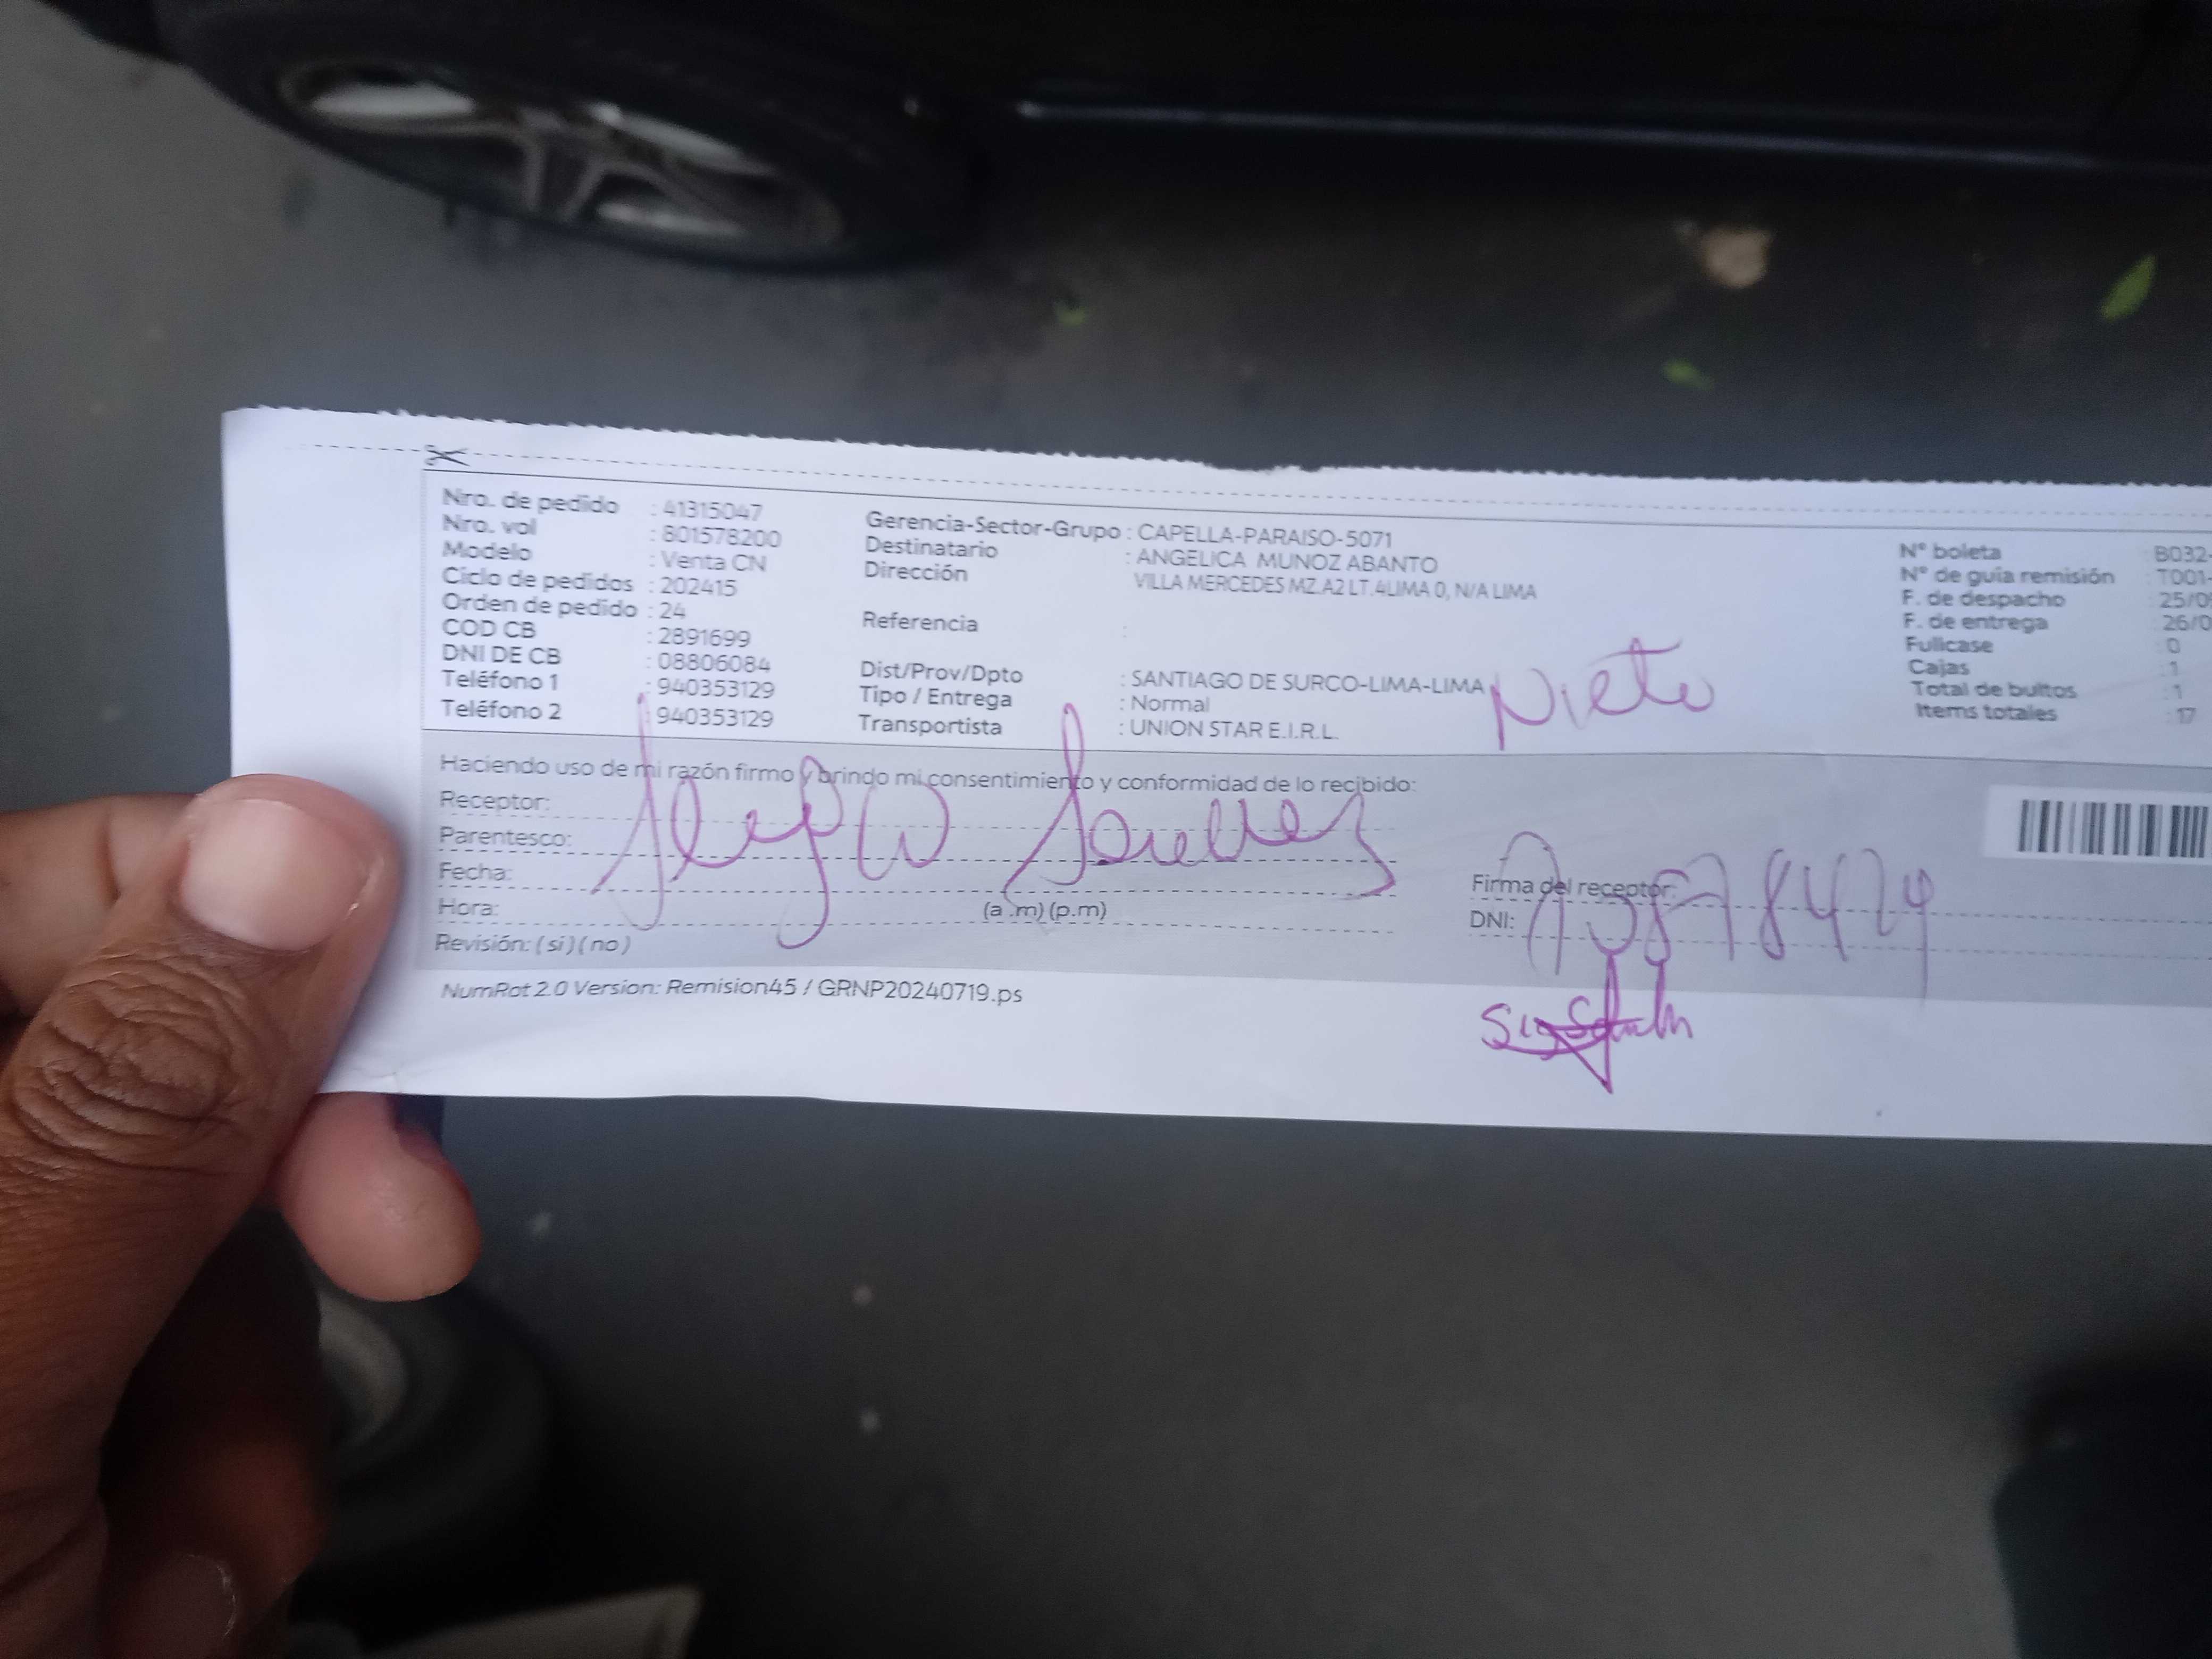 Nro. de pedido : 41315047
Nro. vol : 801578200
Modelo : Venta CN
Ciclo de pedidos : 202415
Orden de pedido : 24
COD CB : 2891699
DNI DE CB : 08806084
Teléfono 1 : 940353129
Teléfono 2 : 940353129
Gerencia-Sector-Grupo : CAPELLA-PARAISO-5071
Destinatario : ANGELICA MUNOZ ABANTO
Dirección VILLA MERCEDES MZ.A2 LT.4LIMA 0, N/A LIMA
Referencia :
Dist/Prov/Dpto : SANTIAGO DE SURCO-LIMA-LIMA
Tipo / Entrega : Normal
Transportista : UNION STAR E.I.R.L.
Nieto
N° boleta : B032-
N° de guía remisión : T001-
F. de despacho : 25/0
F. de entrega : 26/0
Fullcase : 0
Cajas : 1
Total de bultos : 1
Items totales : 17
Haciendo uso de mi razón firmo y brindo mi consentimiento y conformidad de lo recibido:
Receptor:
Parentesco:
Fecha:
Hora: (a .m) (p.m)
Revisión: ( si ) ( no )
Firma del receptor:
DNI:
NumRot 2.0 Version: Remision45 / GRNP20240719.ps